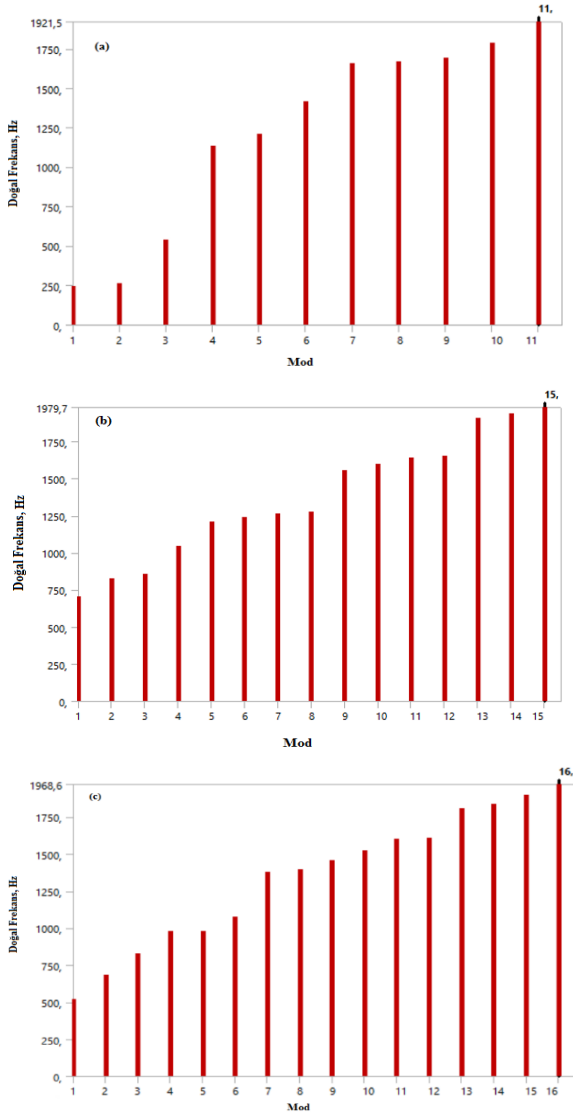 11,
(a)
1921,5
1750,
1500,
1250,
1000,
750,
500,
250,
0,
Doğal Frekans, Hz
1 2 3 4 5 6 7 8 9 10 11
Mod
15,
(b)
1979,7
1750,
1500,
1250,
1000,
750,
500,
250,
0,
Doğal Frekans, Hz
1 2 3 4 5 6 7 8 9 10 11 12 13 14 15
Mod
16,
(c)
1968,6
1750,
1500,
1250,
1000,
750,
500,
250,
0,
Doğal Frekans, Hz
1 2 3 4 5 6 7 8 9 10 11 12 13 14 15 16
Mod